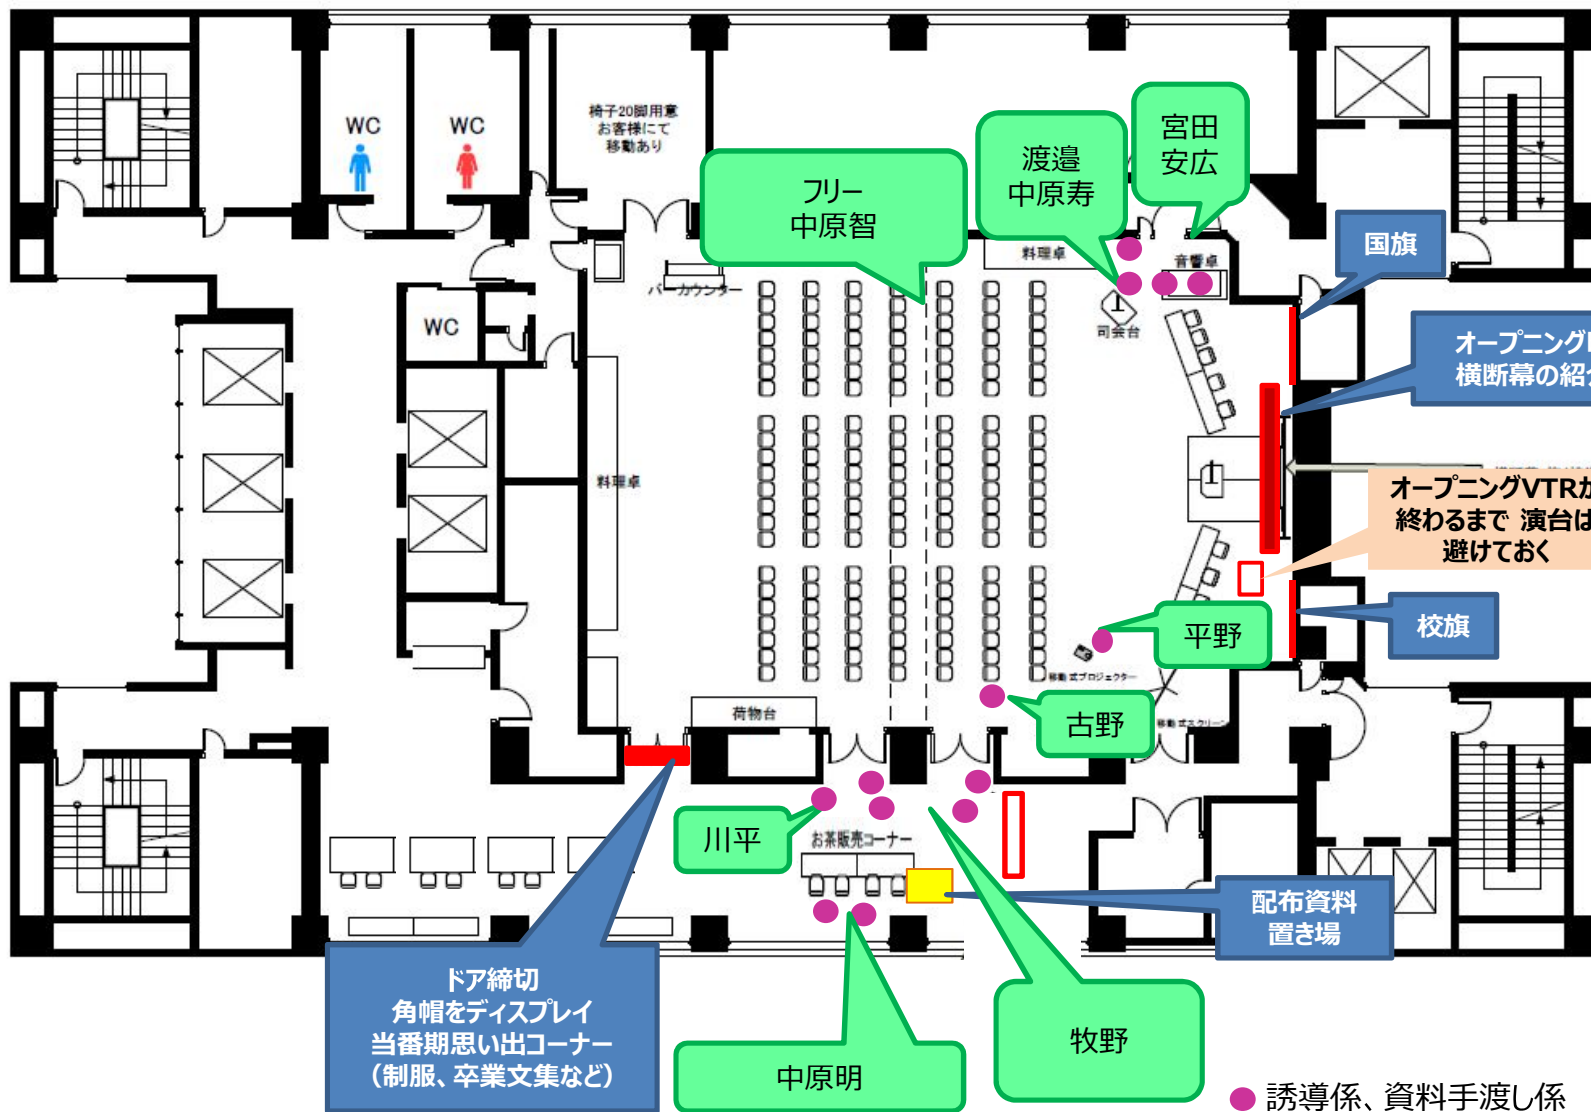 WC
WC
椅子20脚用意
お客様にて
移動あり
フリー
中原智
渡邉
中原寿
宮田
安広
国旗
料理卓
音響卓
バーカウンター
司会台
WC
オープニング
横断幕の紹
料理卓
オープニングVTRが
終わるまで 演台は
避けておく
平野
校旗
移動式プロジェクター
荷物台
古野
移動式スクリーン
川平
お茶販売コーナー
配布資料
置き場
ドア締切
角帽をディスプレイ
当番期思い出コーナー
（制服、卒業文集など）
中原明
牧野
誘導係、資料手渡し係